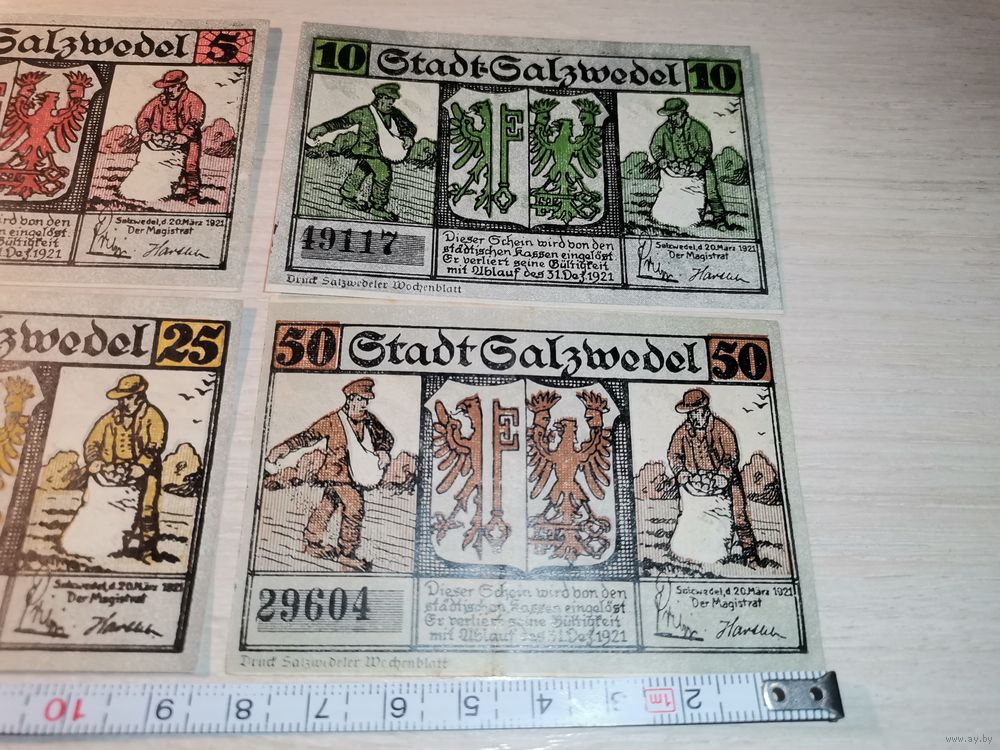 Salzwedel 5
wird von den
eingelöst
Gültigkeit
Dez 1921
Salzwedel, d. 20 März 1921
Der Magistrat
10 Stadt-Salzwedel 10
49117
Dieser Schein wird von den
städtischen Kassen eingelöst
Er verliert seine Gültigkeit
mit Ablauf des 31. Dez 1921
Salzwedel, d. 20 März 1921
Der Magistrat
Druck Salzwedeler Wochenblatt
zwedel 25
Salzwedel, d. 20 März 1921
Der Magistrat
50 Stadt Salzwedel 50
29604
Dieser Schein wird von den
städtischen Kassen eingelöst
Er verliert seine Gültigkeit
mit Ablauf des 31. Dez 1921
Salzwedel, d 20 März 1921
Der Magistrat
Druck Salzwedeler Wochenblatt
10 9 8 7 6 5 4 3 1m 2
www.ay.by